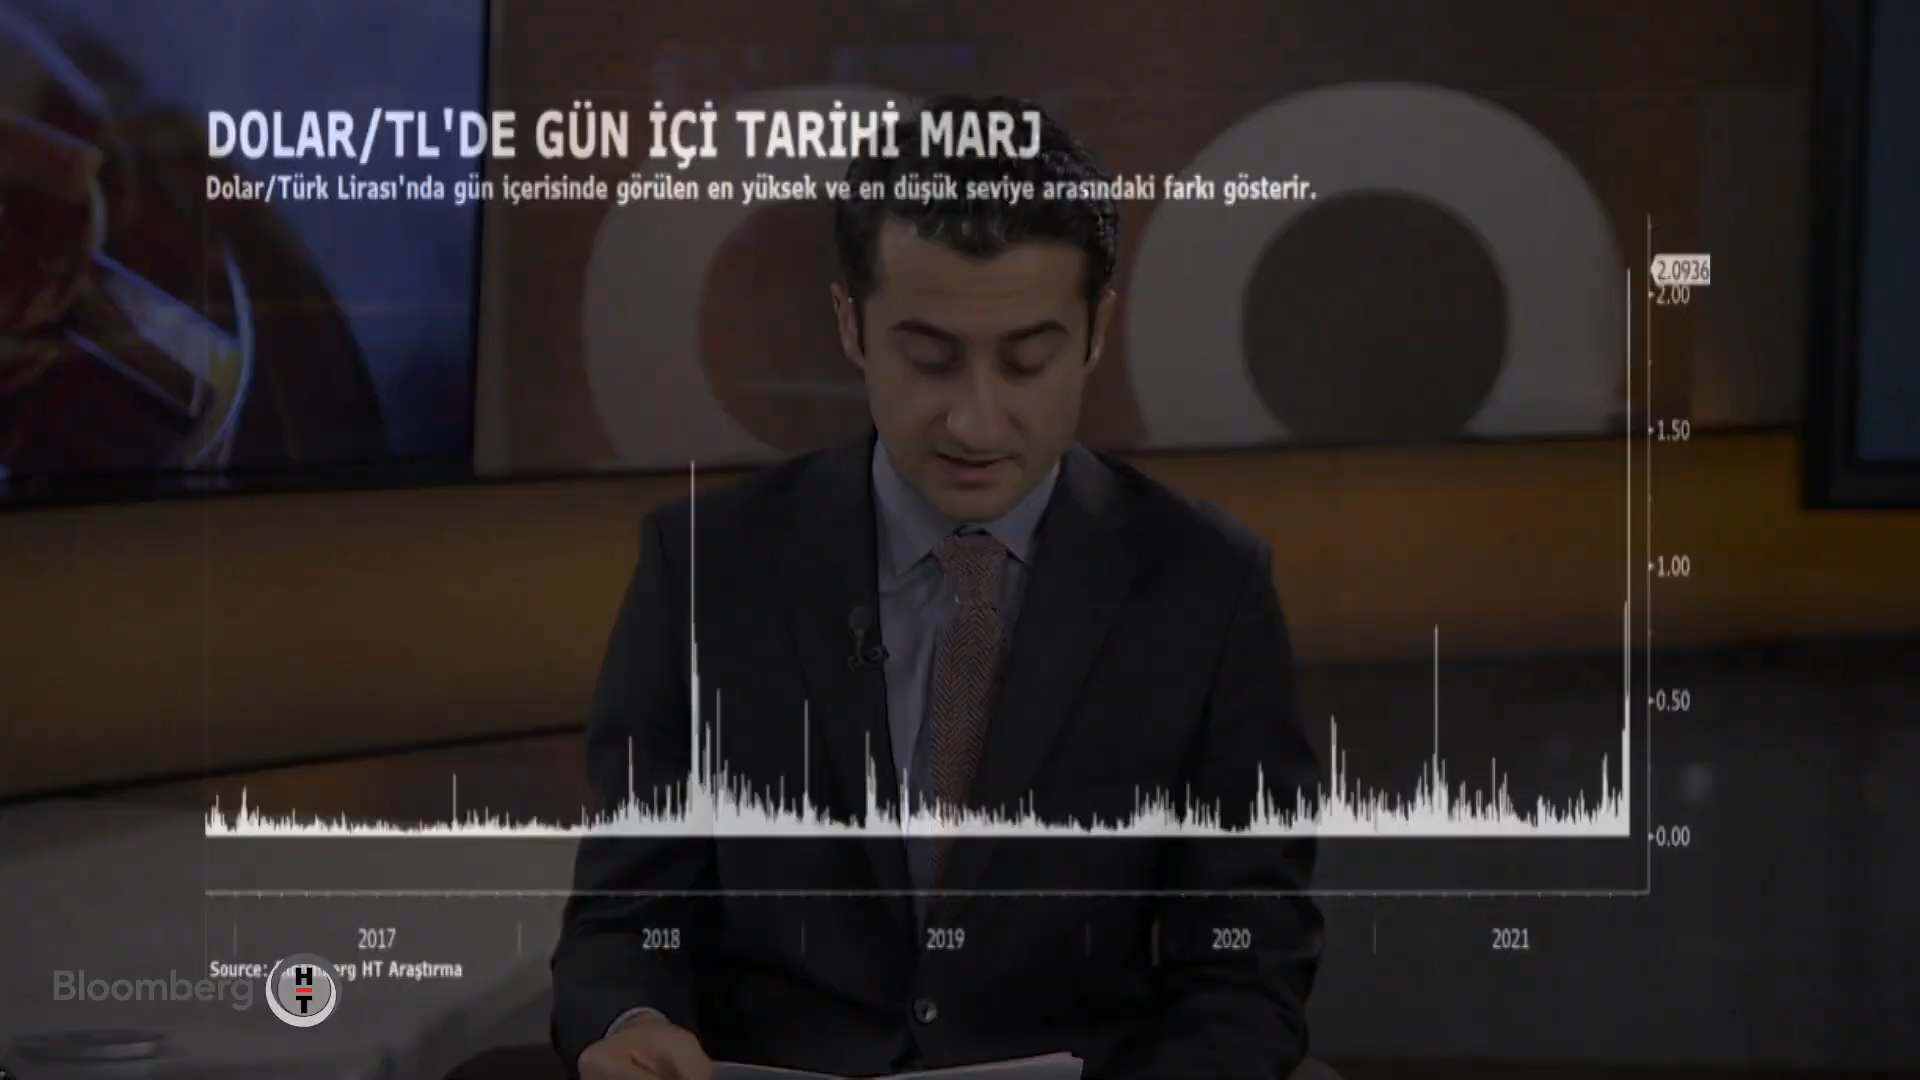 DOLAR/TL'DE GÜN İÇİ TARİHİ MARJ
Dolar/Türk Lirası'nda gün içerisinde görülen en yüksek ve en düşük seviye arasındaki farkı gösterir.
2.0936
2.00
1.50
1.00
0.50
0.00
2017 2018 2019 2020 2021
Source: HT Araştırma
Bloomberg HT